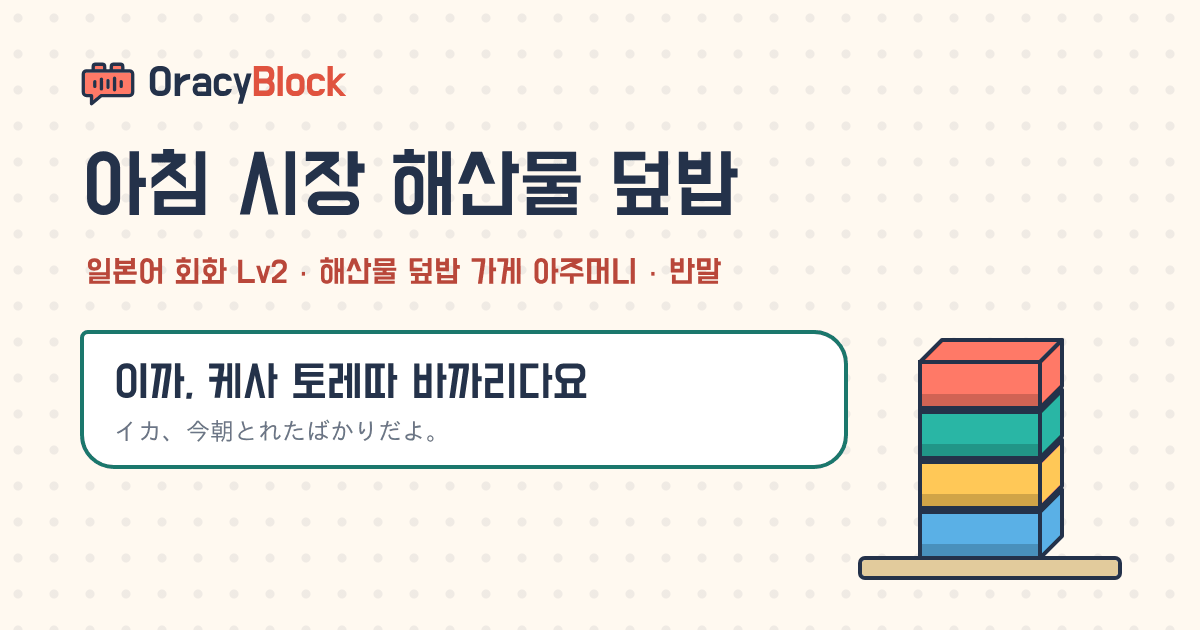 OracyBlock
아침 시장 해산물 덮밥
일본어 회화 Lv2 · 해산물 덮밥 가게 아주머니 · 반말
이까, 케사 토레따 바까리다요
イカ、今朝とれたばかりだよ。